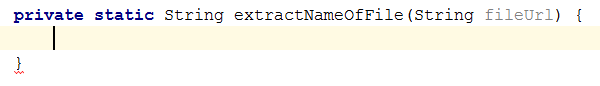 private static String extractNameOfFile(String fileUrl) {
}